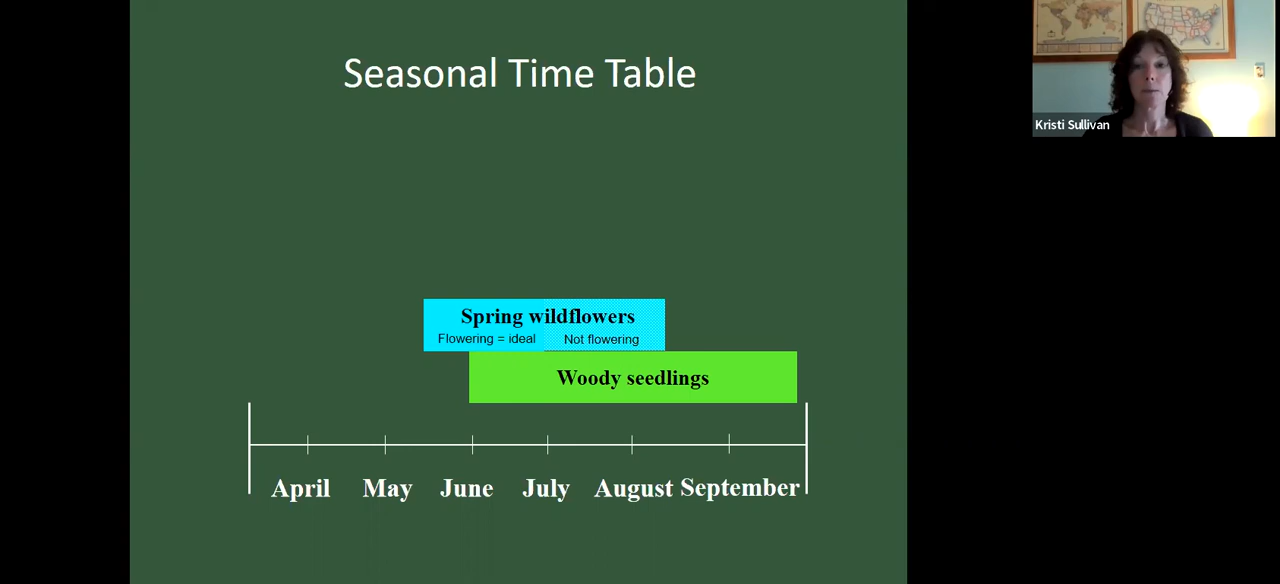 Seasonal Time Table
Kristi Sullivan
Spring wildflowers
Flowering = ideal Not flowering
Woody seedlings
April May June July August September